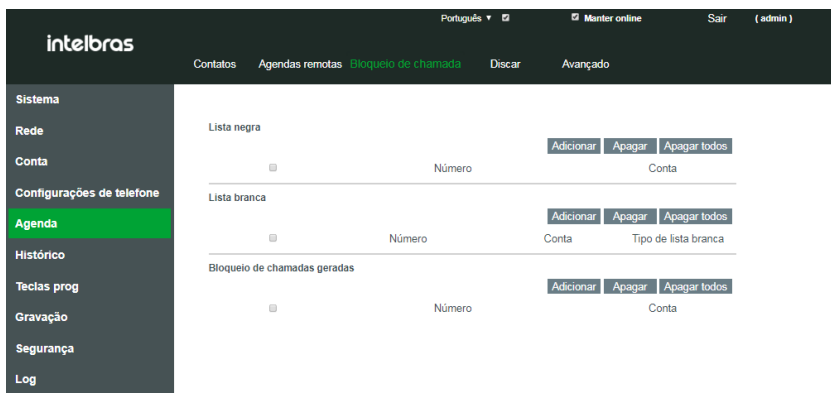 Português ▼ Manter online Sair ( admin )
intelbras
Contatos Agendas remotas Bloqueio de chamada Discar Avançado
Sistema
Rede
Conta
Configurações de telefone
Agenda
Histórico
Teclas prog
Gravação
Segurança
Log
Lista negra
Adicionar Apagar Apagar todos
Número Conta
Lista branca
Adicionar Apagar Apagar todos
Número Conta Tipo de lista branca
Bloqueio de chamadas geradas
Adicionar Apagar Apagar todos
Número Conta